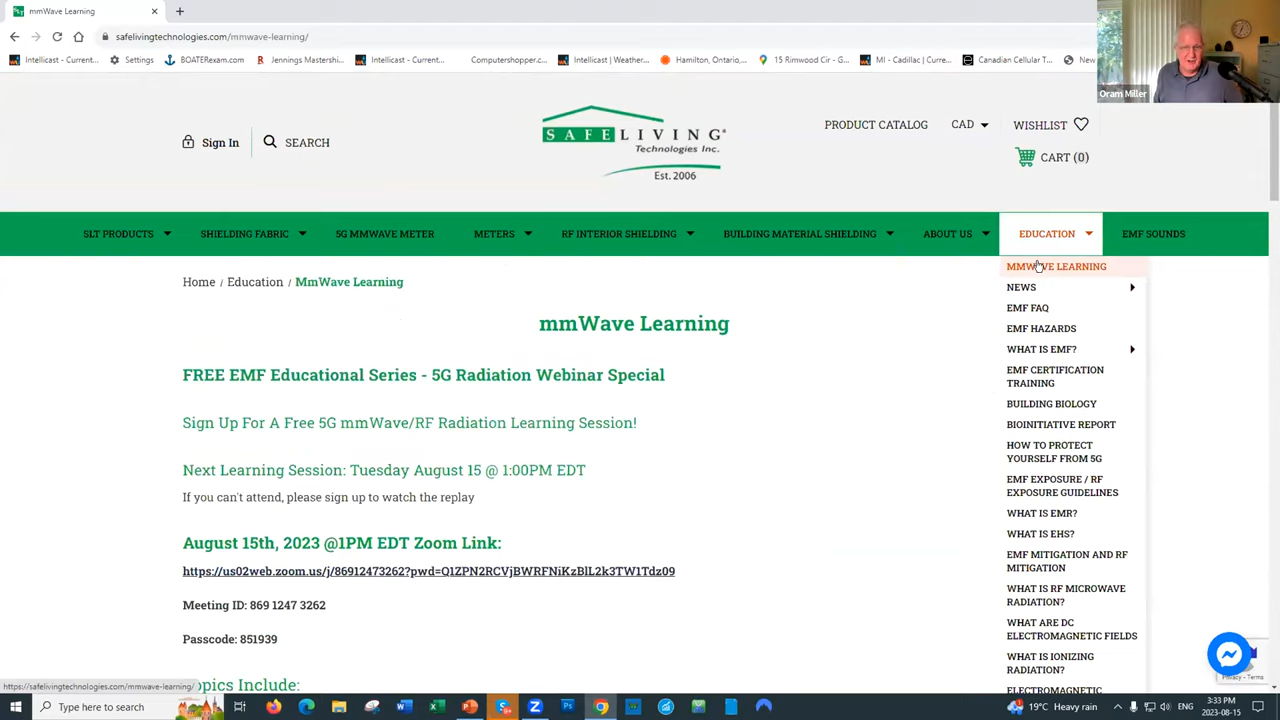 mmWave Learning
safelivingtechnologies.com/mmwave-learning/
Intellicast - Current...
Settings
BOATERexam.com
Jennings Mastershi...
Intellicast - Current...
Computershopper.c...
Intellicast | Weather...
Hamilton, Ontario,...
15 Rimwood Cir - G...
MI - Cadillac | Curre...
Canadian Cellular T...
New
Oram Miller
Sign In
SEARCH
SAFELIVING®
Technologies Inc.
Est. 2006
PRODUCT CATALOG
CAD
WISHLIST
CART (0)
SLT PRODUCTS
SHIELDING FABRIC
5G MMWAVE METER
METERS
RF INTERIOR SHIELDING
BUILDING MATERIAL SHIELDING
ABOUT US
EDUCATION
EMF SOUNDS
MMWAVE LEARNING
NEWS
EMF FAQ
EMF HAZARDS
WHAT IS EMF?
EMF CERTIFICATION
TRAINING
BUILDING BIOLOGY
BIOINITIATIVE REPORT
HOW TO PROTECT
YOURSELF FROM 5G
EMF EXPOSURE / RF
EXPOSURE GUIDELINES
WHAT IS EMR?
WHAT IS EHS?
EMF MITIGATION AND RF
MITIGATION
WHAT IS RF MICROWAVE
RADIATION?
WHAT ARE DC
ELECTROMAGNETIC FIELDS
WHAT IS IONIZING
RADIATION?
ELECTROMAGNETIC
Home / Education / MmWave Learning
mmWave Learning
FREE EMF Educational Series - 5G Radiation Webinar Special
Sign Up For A Free 5G mmWave/RF Radiation Learning Session!
Next Learning Session: Tuesday August 15 @ 1:00PM EDT
If you can't attend, please sign up to watch the replay
August 15th, 2023 @1PM EDT Zoom Link:
https://us02web.zoom.us/j/86912473262?pwd=Q1ZPN2RCVjBWRFNiKzBlL2k3TW1Tdz09
Meeting ID: 869 1247 3262
Passcode: 851939
Topics Include:
Privacy - Terms
https://safelivingtechnologies.com/mmwave-learning/
Type here to search
19°C Heavy rain
ENG
3:33 PM
2023-08-15